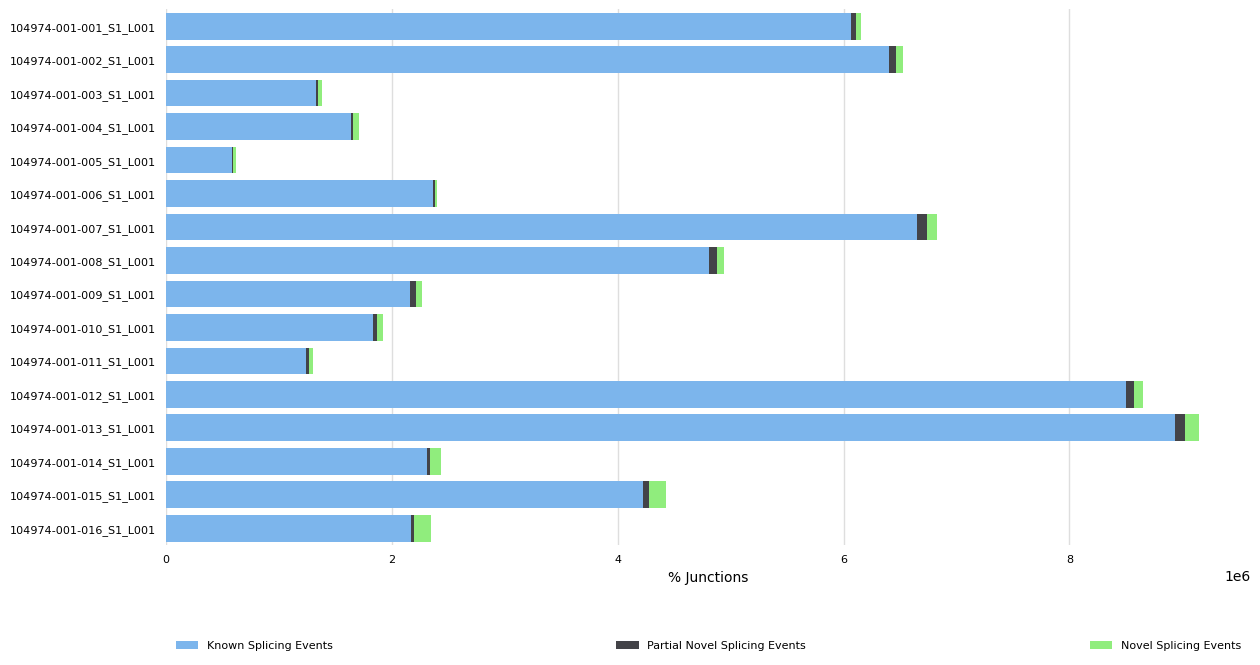 104974-001-001_S1_L001
104974-001-002_S1_L001
104974-001-003_S1_L001
104974-001-004_S1_L001
104974-001-005_S1_L001
104974-001-006_S1_L001
104974-001-007_S1_L001
104974-001-008_S1_L001
104974-001-009_S1_L001
104974-001-010_S1_L001
104974-001-011_S1_L001
104974-001-012_S1_L001
104974-001-013_S1_L001
104974-001-014_S1_L001
104974-001-015_S1_L001
104974-001-016_S1_L001
0 2 4 6 8
% Junctions
1e6
Known Splicing Events Partial Novel Splicing Events Novel Splicing Events